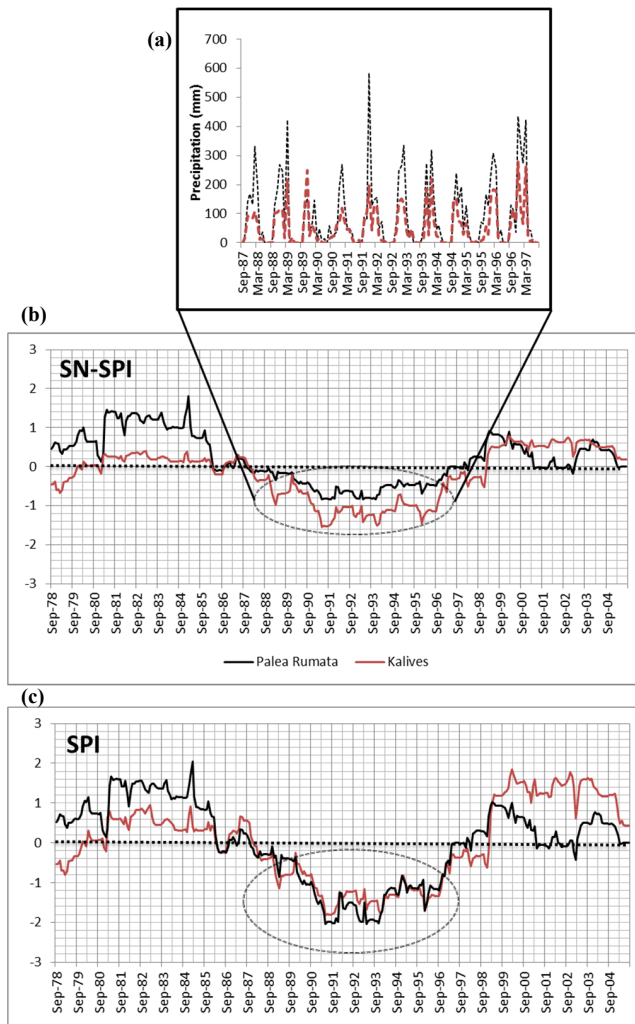 (a)
Precipitation (mm)
700
600
500
400
300
200
100
0
Sep-87
Mar-88
Sep-88
Mar-89
Sep-89
Mar-90
Sep-90
Mar-91
Sep-91
Mar-92
Sep-92
Mar-93
Sep-93
Mar-94
Sep-94
Mar-95
Sep-95
Mar-96
Sep-96
Mar-97
(b)
SN-SPI
3
2
1
0
-1
-2
-3
Sep-78
Sep-79
Sep-80
Sep-81
Sep-82
Sep-83
Sep-84
Sep-85
Sep-86
Sep-87
Sep-88
Sep-89
Sep-90
Sep-91
Sep-92
Sep-93
Sep-94
Sep-95
Sep-96
Sep-97
Sep-98
Sep-99
Sep-00
Sep-01
Sep-02
Sep-03
Sep-04
Palea Rumata Kalives
(c)
SPI
3
2
1
0
-1
-2
-3
Sep-78
Sep-79
Sep-80
Sep-81
Sep-82
Sep-83
Sep-84
Sep-85
Sep-86
Sep-87
Sep-88
Sep-89
Sep-90
Sep-91
Sep-92
Sep-93
Sep-94
Sep-95
Sep-96
Sep-97
Sep-98
Sep-99
Sep-00
Sep-01
Sep-02
Sep-03
Sep-04